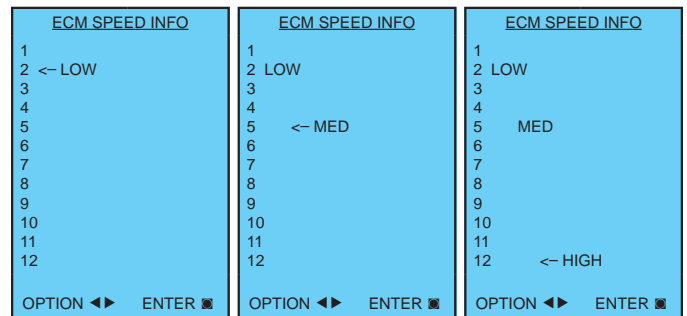 ECM SPEED INFO
1
2 <– LOW
3
4
5
6
7
8
9
10
11
12
OPTION ◀▶ ENTER ◙
ECM SPEED INFO
1
2 LOW
3
4
5 <– MED
6
7
8
9
10
11
12
OPTION ◀▶ ENTER ◙
ECM SPEED INFO
1
2 LOW
3
4
5 MED
6
7
8
9
10
11
12 <– HIGH
OPTION ◀▶ ENTER ◙